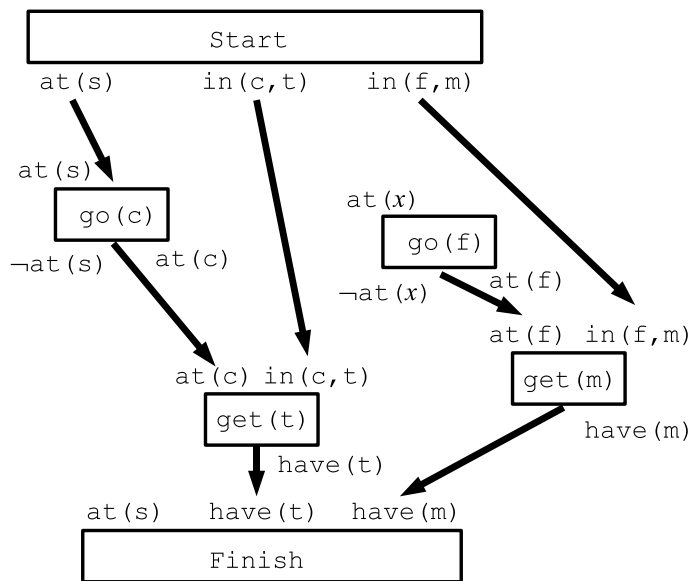 Start
at(s) in(c,t) in(f,m)
at(s)
go(c)
¬at(s) at(c)
at(x)
go(f)
¬at(x) at(f)
at(c) in(c,t)
get(t)
have(t)
at(f) in(f,m)
get(m)
have(m)
at(s) have(t) have(m)
Finish